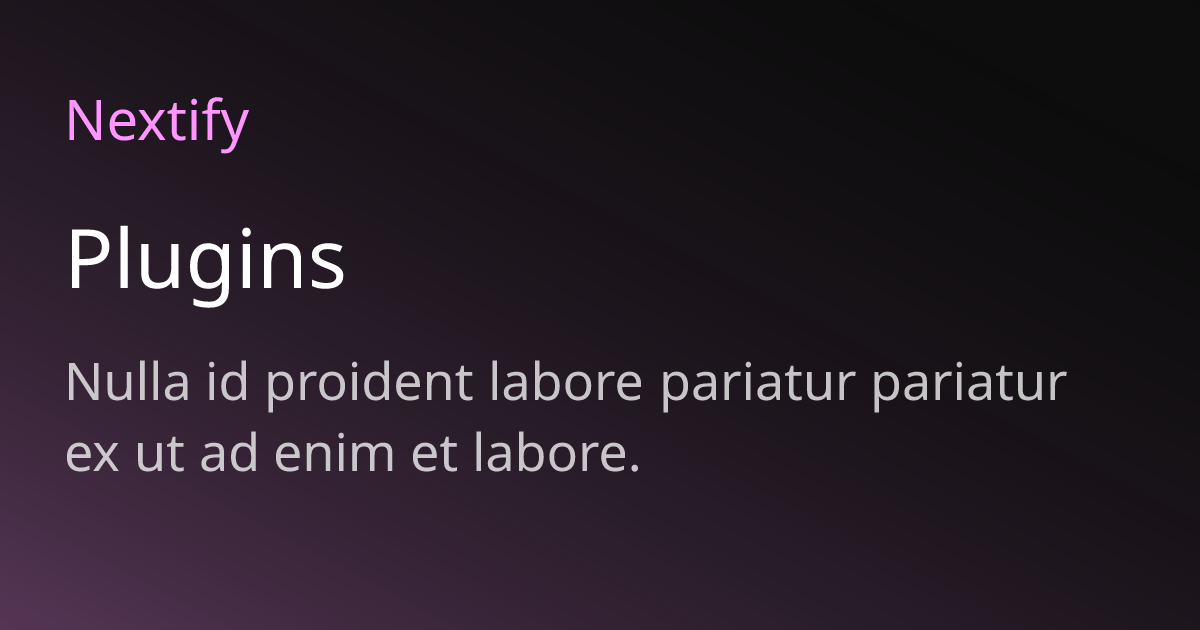 Nextify
Plugins
Nulla id proident labore pariatur pariatur
ex ut ad enim et labore.